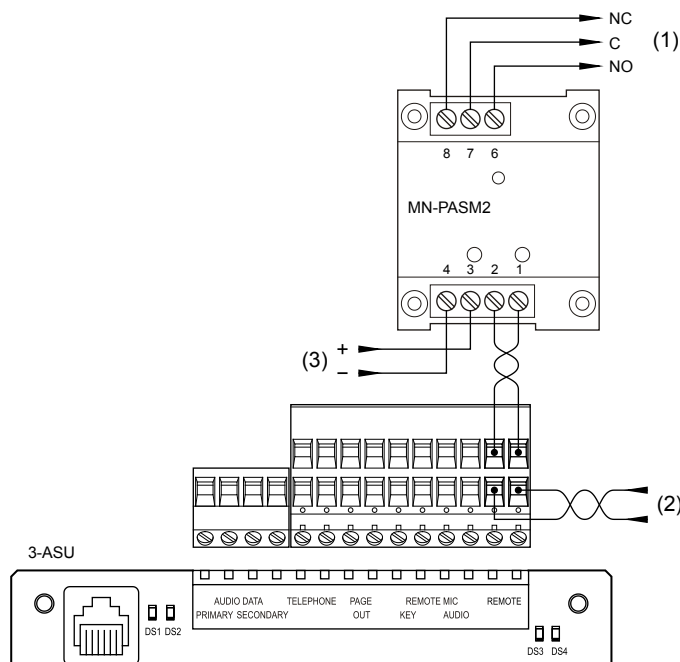 NC
C (1)
NO
8 7 6
MN-PASM2
4 3 2 1
(3) + −
(2)
3-ASU
AUDIO DATA TELEPHONE PAGE REMOTE MIC REMOTE
PRIMARY SECONDARY OUT KEY AUDIO
DS1 DS2
DS3 DS4